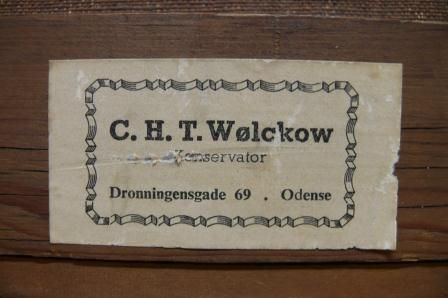 C. H. T. Wølckow
Konservator
Dronningensgade 69 . Odense